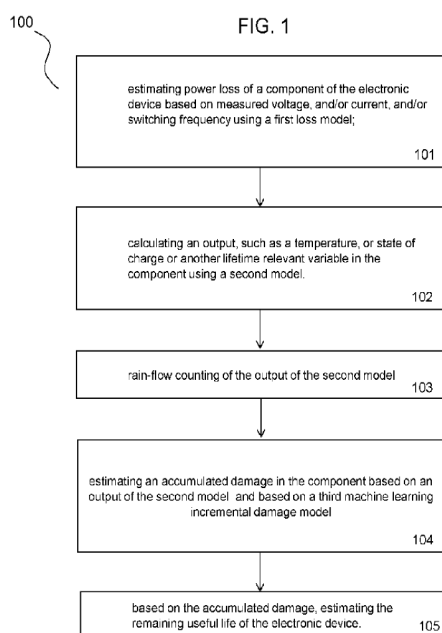 100
FIG. 1
estimating power loss of a component of the electronic
device based on measured voltage, and/or current, and/or
switching frequency using a first loss model;
101
calculating an output, such as a temperature, or state of
charge or another lifetime relevant variable in the
component using a second model.
102
rain-flow counting of the output of the second model
103
estimating an accumulated damage in the component based on an
output of the second model and based on a third machine learning
incremental damage model
104
based on the accumulated damage, estimating the
remaining useful life of the electronic device.
105